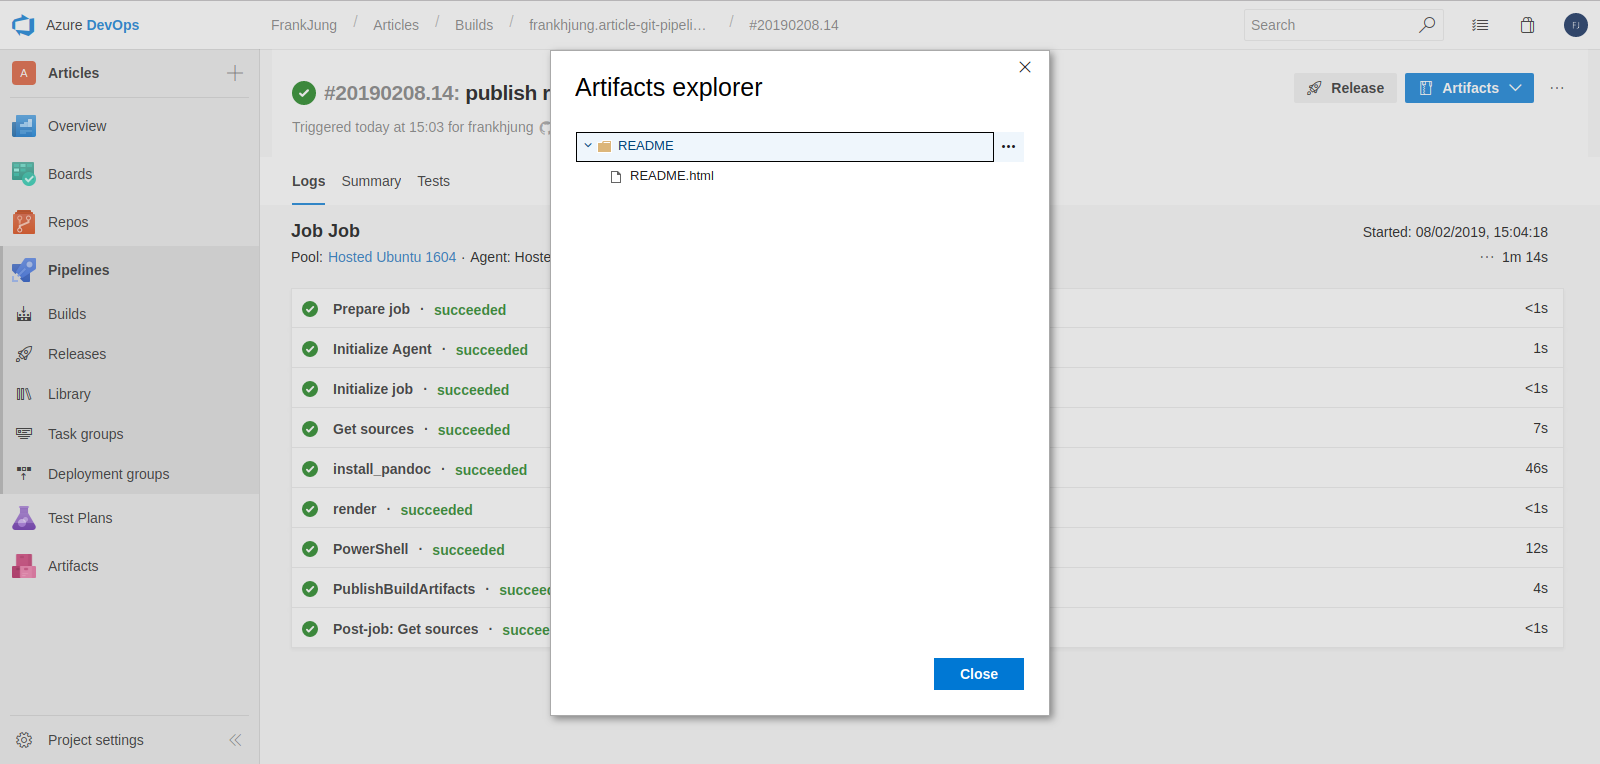 Azure DevOps
FrankJung / Articles / Builds / frankhjung.article-git-pipeli... / #20190208.14
Search
FJ
A Articles
Overview
Boards
Repos
Pipelines
Builds
Releases
Library
Task groups
Deployment groups
Test Plans
Artifacts
Project settings
#20190208.14: publish r
Triggered today at 15:03 for frankhjung
Release
Artifacts
Logs Summary Tests
Job Job
Pool: Hosted Ubuntu 1604 · Agent: Hoste
Started: 08/02/2019, 15:04:18
... 1m 14s
Prepare job · succeeded <1s
Initialize Agent · succeeded 1s
Initialize job · succeeded <1s
Get sources · succeeded 7s
install_pandoc · succeeded 46s
render · succeeded <1s
PowerShell · succeeded 12s
PublishBuildArtifacts · succeed 4s
Post-job: Get sources · succee <1s
Artifacts explorer
README
README.html
Close